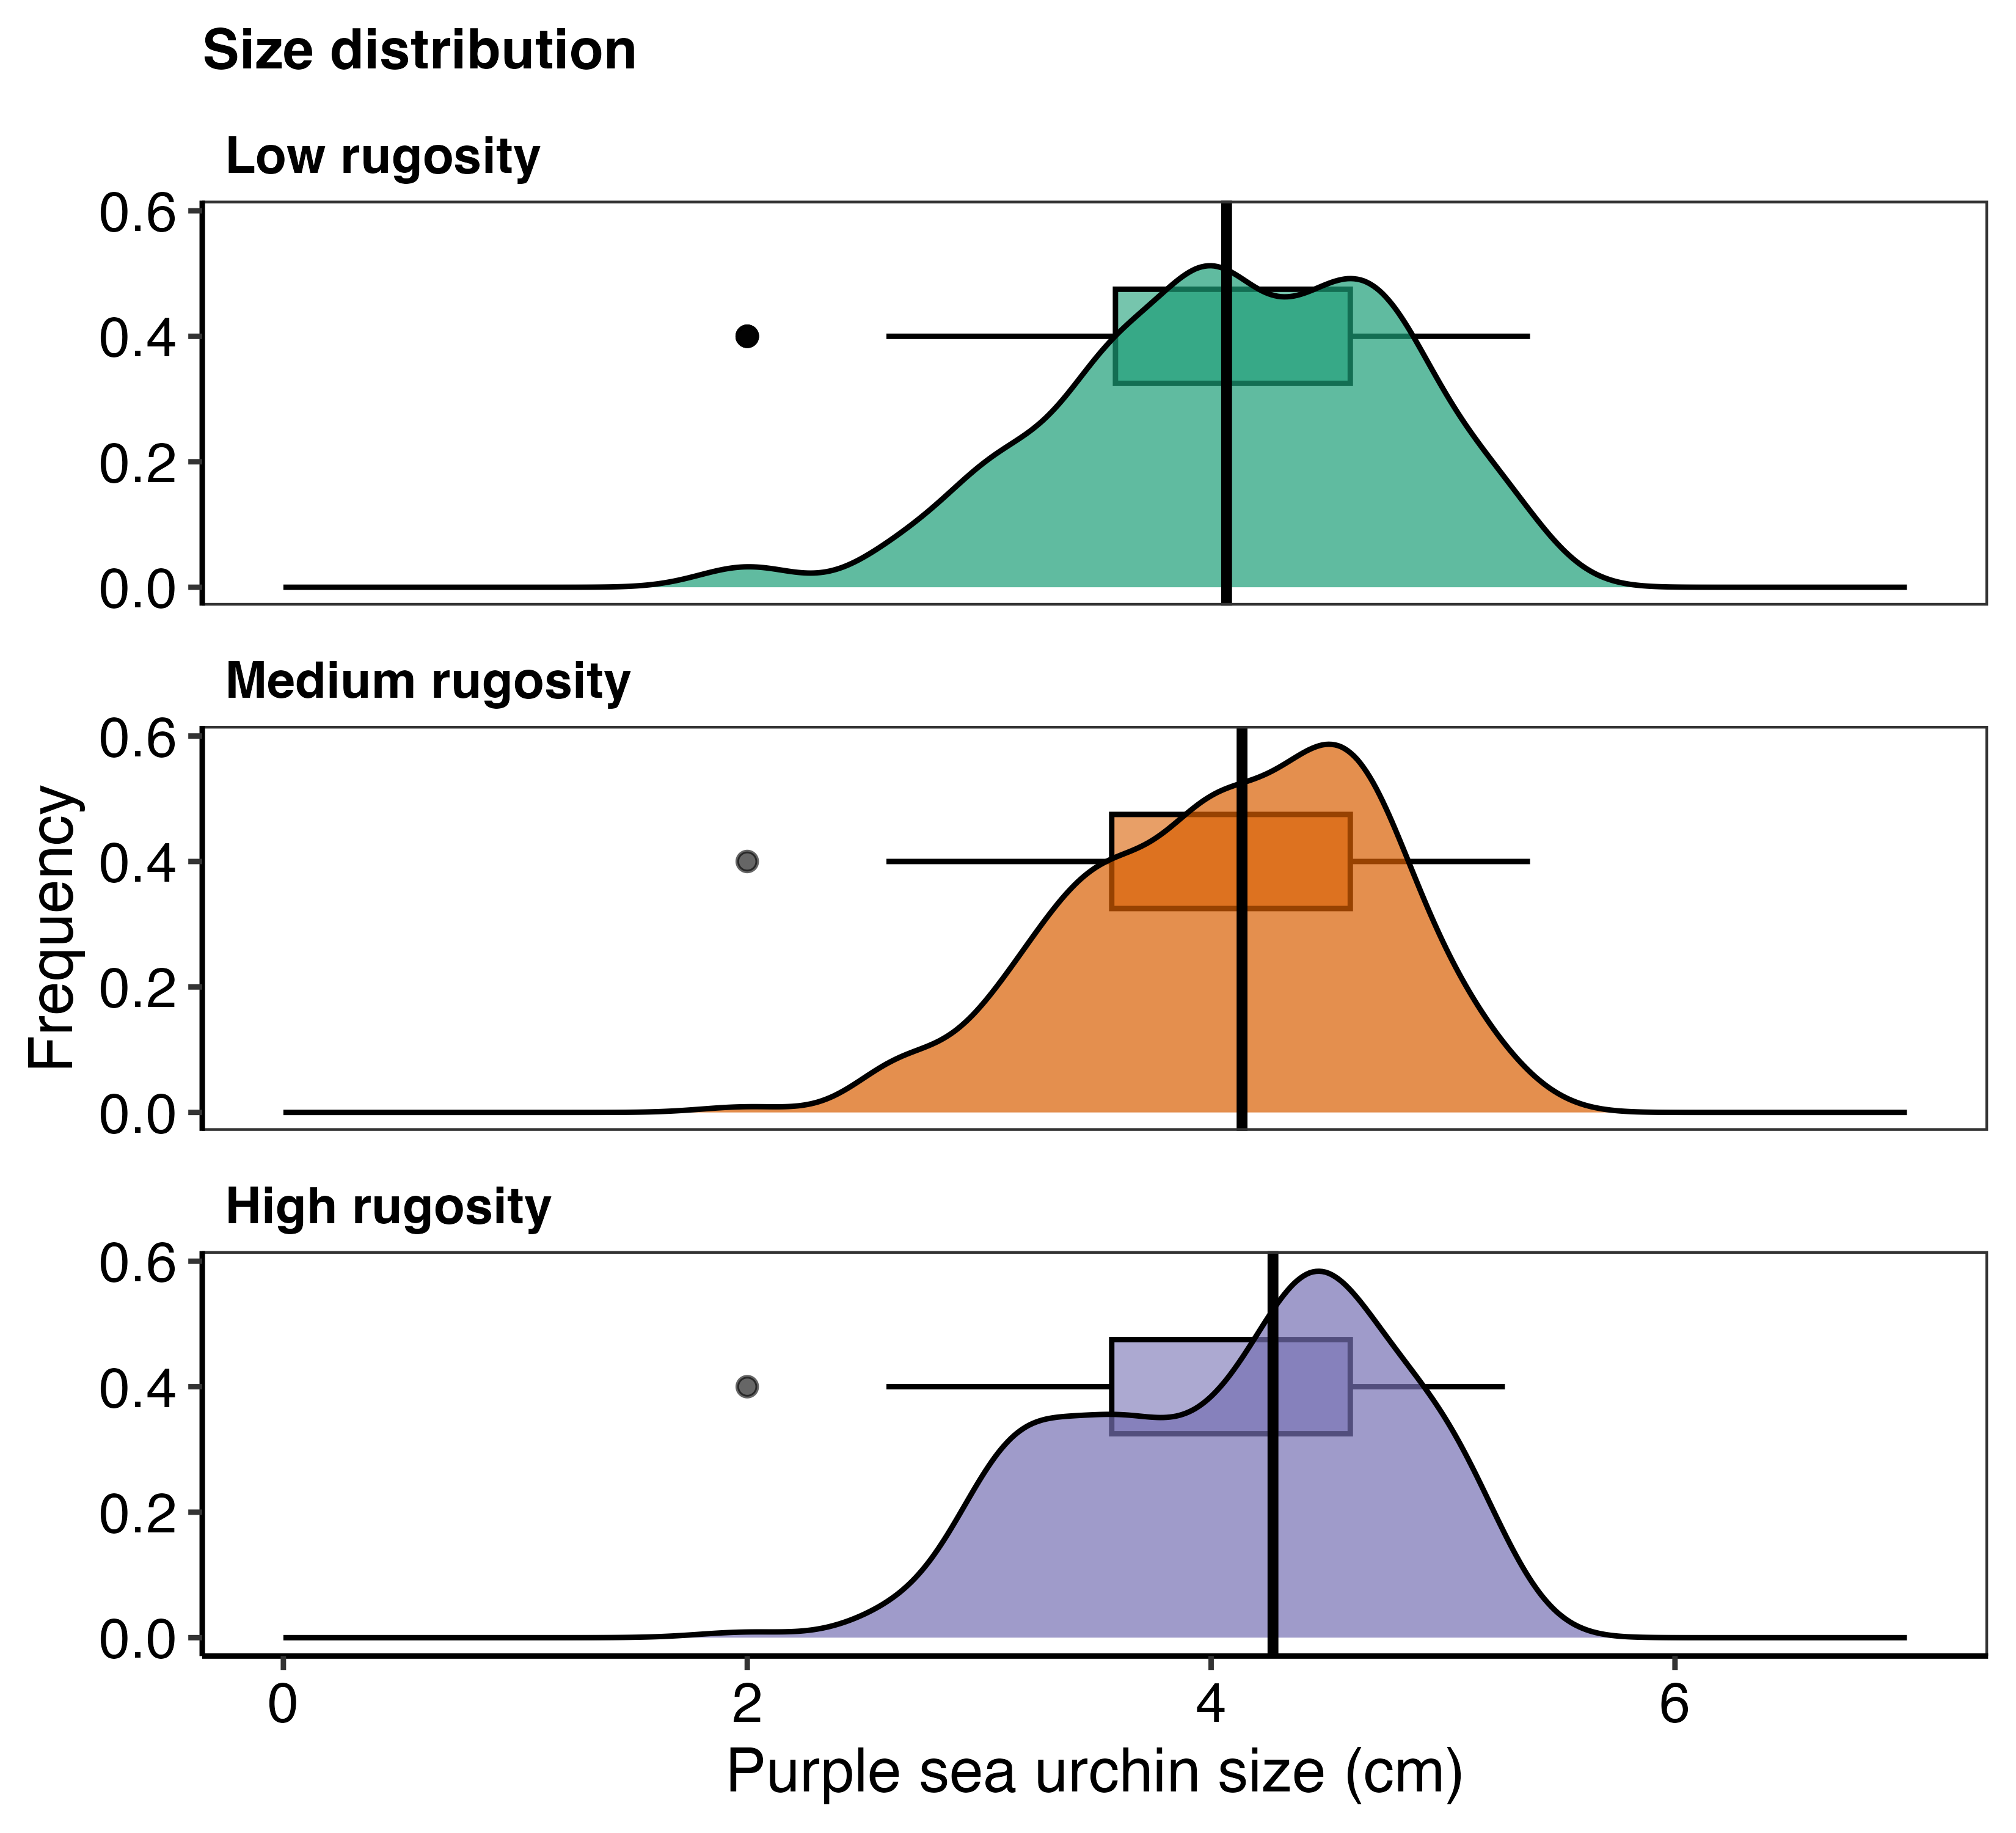 Size distribution
Low rugosity
0.6
0.4
0.2
0.0
Medium rugosity
0.6
0.4
0.2
0.0
Frequency
High rugosity
0.6
0.4
0.2
0.0
0 2 4 6
Purple sea urchin size (cm)